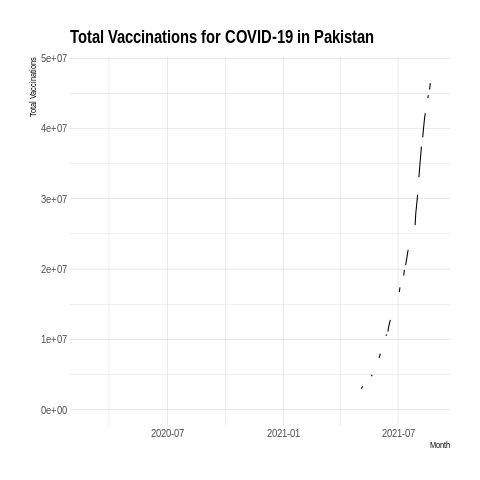 Total Vaccinations for COVID-19 in Pakistan
Total Vaccinations
5e+07
4e+07
3e+07
2e+07
1e+07
0e+00
2020-07 2021-01 2021-07
Month